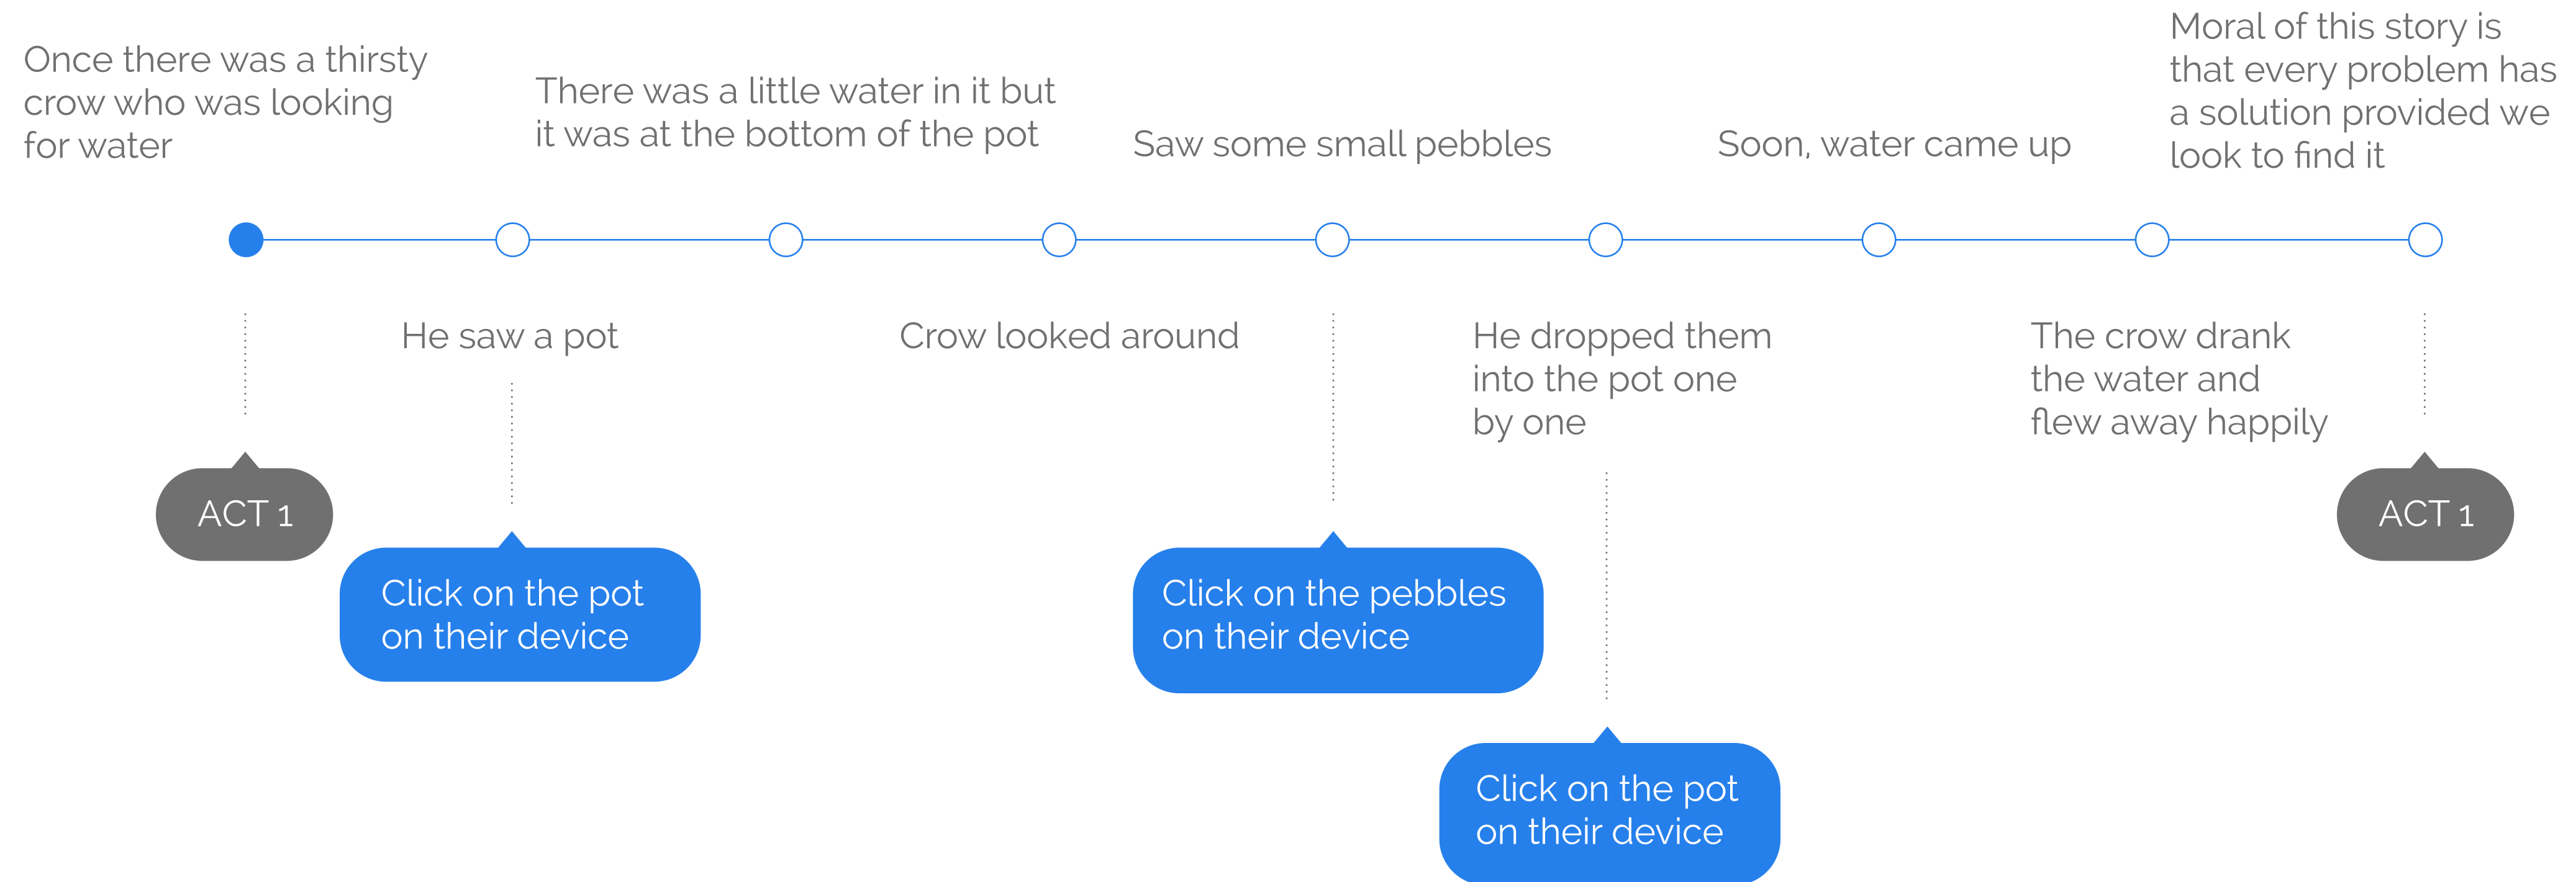 Once there was a thirsty
crow who was looking
for water
There was a little water in it but
it was at the bottom of the pot
Saw some small pebbles
Soon, water came up
Moral of this story is
that every problem has
a solution provided we
look to find it
He saw a pot
Crow looked around
He dropped them
into the pot one
by one
The crow drank
the water and
flew away happily
ACT 1
Click on the pot
on their device
Click on the pebbles
on their device
Click on the pot
on their device
ACT 1